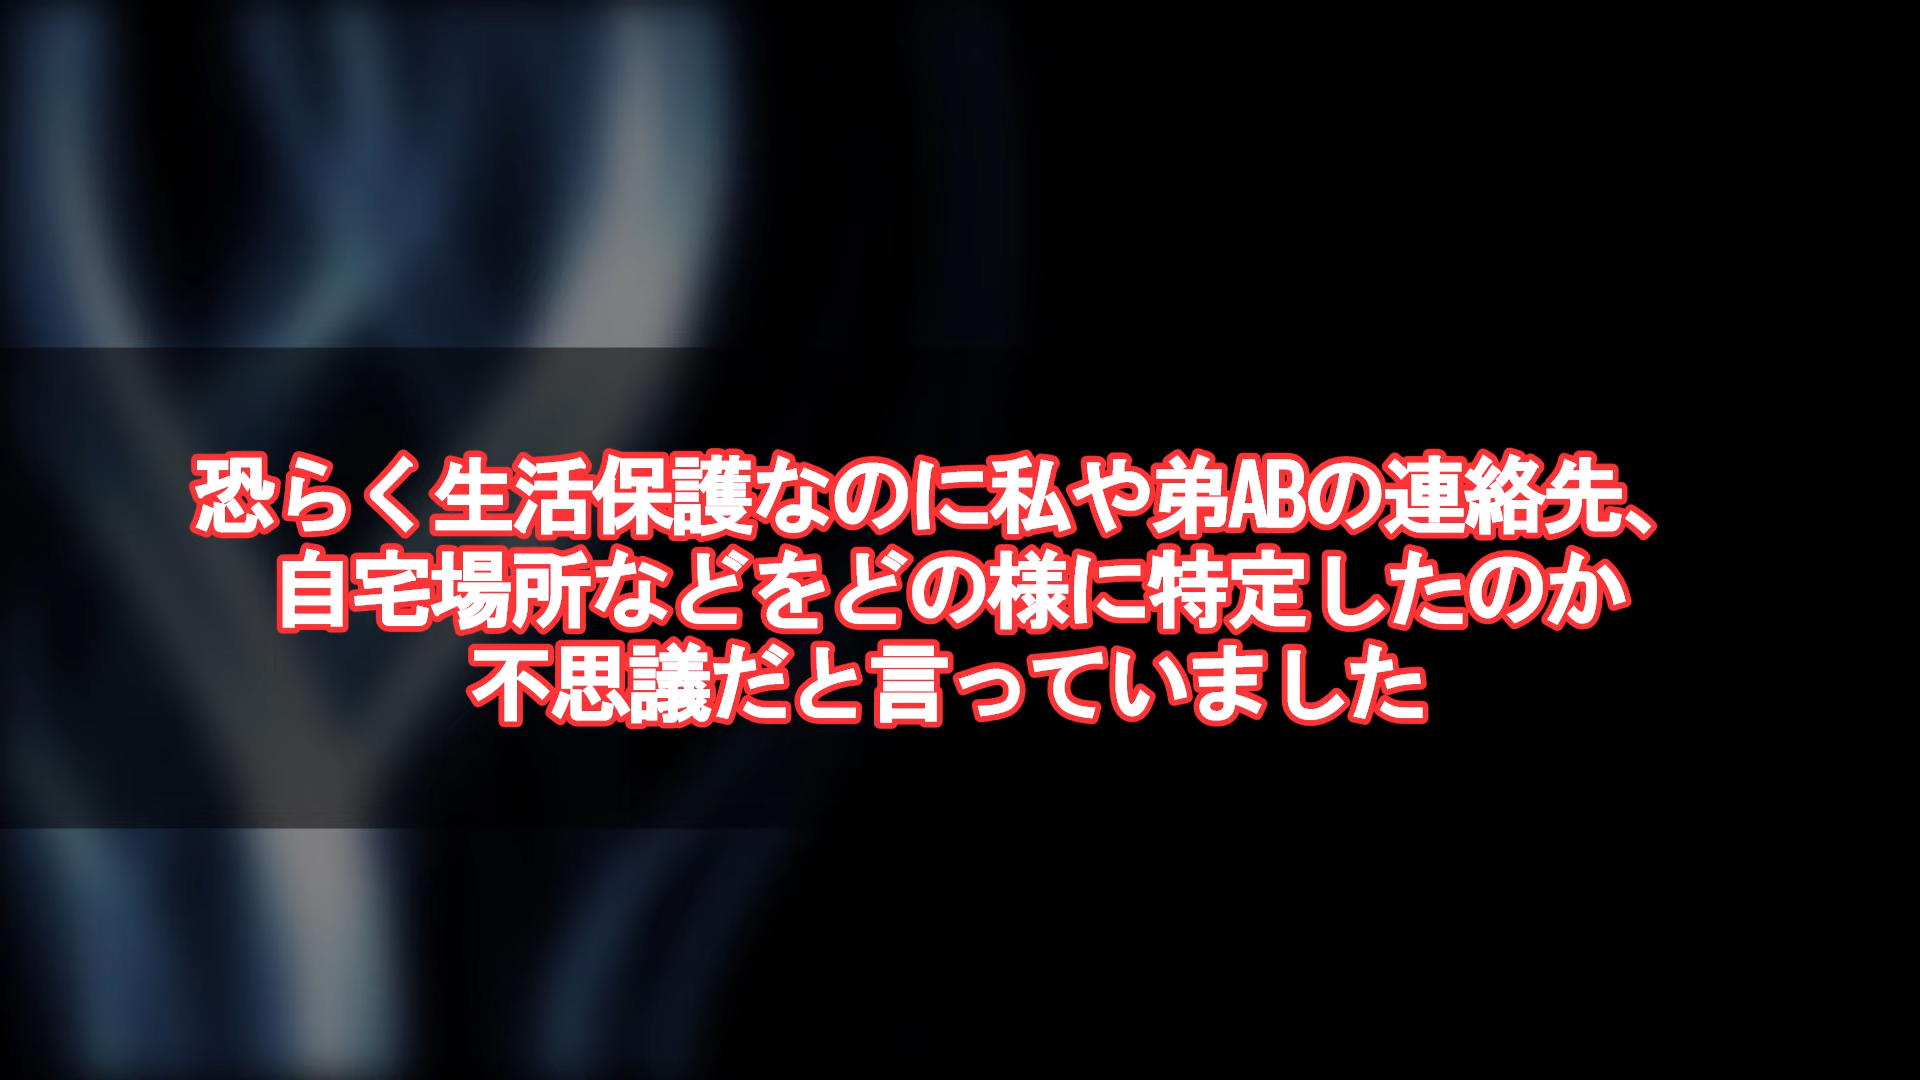 恐らく生活保護なのに私や弟ABの連絡先、
自宅場所などをどの様に特定したのか
不思議だと言っていました